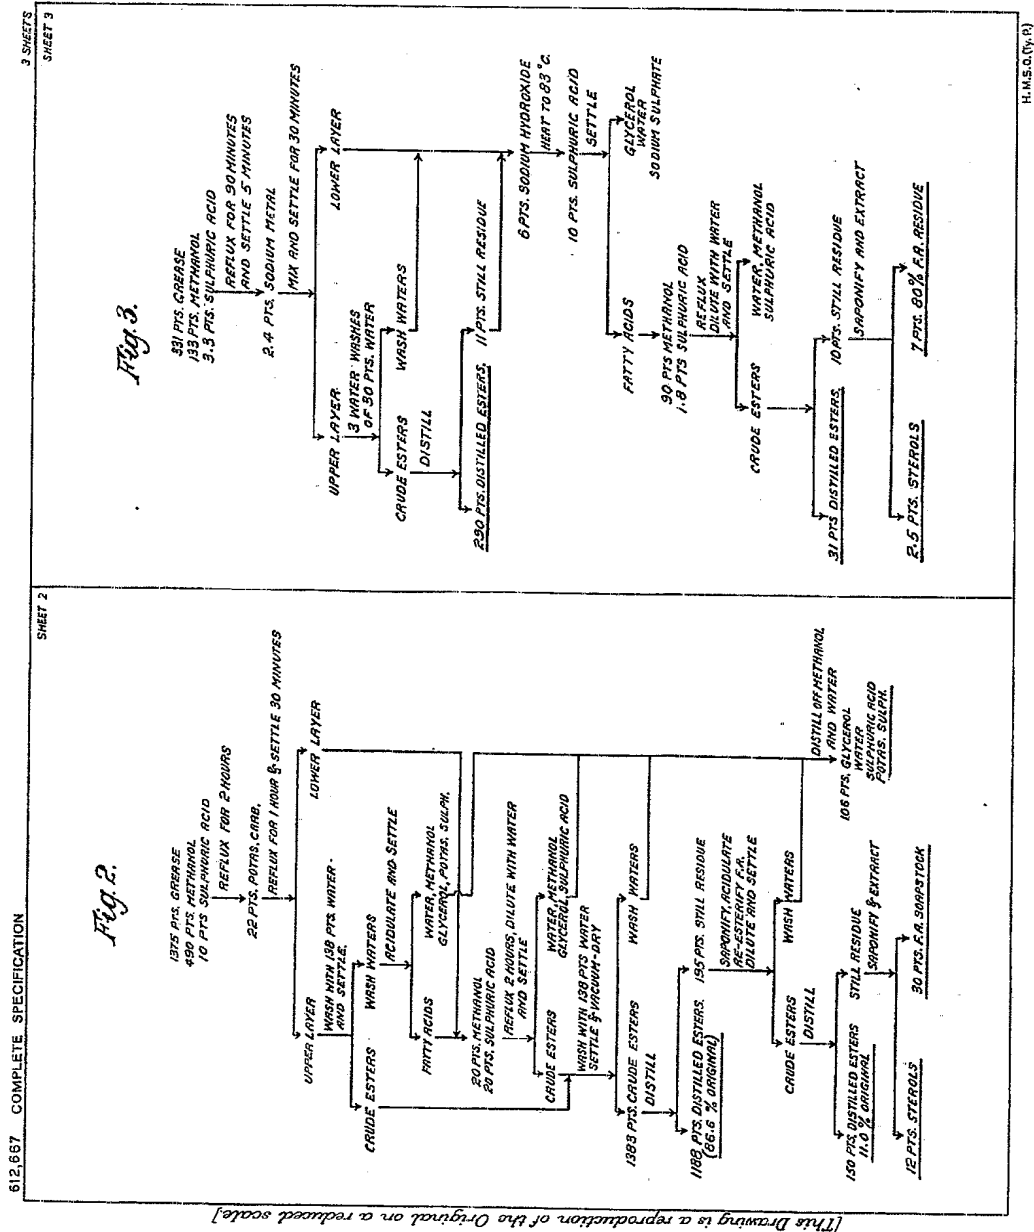 612,667 COMPLETE SPECIFICATION
SHEET 2
3 SHEETS
SHEET 3
Fig. 2.
1375 PTS. GREASE
490 PTS. METHANOL
10 PTS SULPHURIC ACID
REFLUX FOR 2 HOURS
22 PTS. POTAS. CARB.
REFLUX FOR 1 HOUR & SETTLE 30 MINUTES
UPPER LAYER
LOWER LAYER
WASH WITH 138 PTS. WATER -
AND SETTLE.
CRUDE ESTERS
WASH WATERS
ACIDULATE AND SETTLE
FATTY ACIDS
WATER, METHANOL
GLYCEROL, POTAS. SULPH.
20 PTS. METHANOL
20 PTS, SULPHURIC ACID
REFLUX 2 HOURS, DILUTE WITH WATER
AND SETTLE
CRUDE ESTERS
WATER, METHANOL
GLYCEROL, SULPHURIC ACID
WASH WITH 138 PTS WATER
SETTLE & VACUUM-DRY
1388 PTS. CRUDE ESTERS
WASH WATERS
DISTILL
1188 PTS. DISTILLED ESTERS.
(86.6 % ORIGINAL)
195 PTS. STILL RESIDUE
SAPONIFY, ACIDULATE
RE-ESTERIFY F.A.
DILUTE AND SETTLE
CRUDE ESTERS
WASH WATERS
DISTILL
DISTILL OFF METHANOL
AND WATER
150 PTS, DISTILLED ESTERS
11.0 % ORIGINAL
STILL RESIDUE
SAPONIFY & EXTRACT
106 PTS. GLYCEROL
WATER
SULPHURIC ACID
POTAS. SULPH.
12 PTS. STEROLS
30 PTS. F.A. SOAPSTOCK
Fig. 3.
331 PTS. GREASE
133 PTS. METHANOL
3.3 PTS. SULPHURIC ACID
REFLUX FOR 90 MINUTES
AND SETTLE 5 MINUTES
2.4 PTS. SODIUM METAL
MIX AND SETTLE FOR 30 MINUTES
UPPER LAYER
LOWER LAYER
3 WATER WASHES
OF 30 PTS. WATER
CRUDE ESTERS
WASH WATERS
DISTILL
290 PTS. DISTILLED ESTERS,
11 PTS. STILL RESIDUE
6 PTS. SODIUM HYDROXIDE
HEAT TO 83°C.
10 PTS. SULPHURIC ACID
SETTLE
FATTY ACIDS
GLYCEROL
WATER
SODIUM SULPHATE
90 PTS METHANOL
1.8 PTS SULPHURIC ACID
REFLUX
DILUTE WITH WATER
AND SETTLE
CRUDE ESTERS
WATER, METHANOL
SULPHURIC ACID
31 PTS DISTILLED ESTERS,
10 PTS. STILL RESIDUE
SAPONIFY AND EXTRACT
2.5 PTS. STEROLS
7 PTS. 80% F.A. RESIDUE
H.M.S.O.(Ty.P.)
[This Drawing is a reproduction of the Original on a reduced scale]